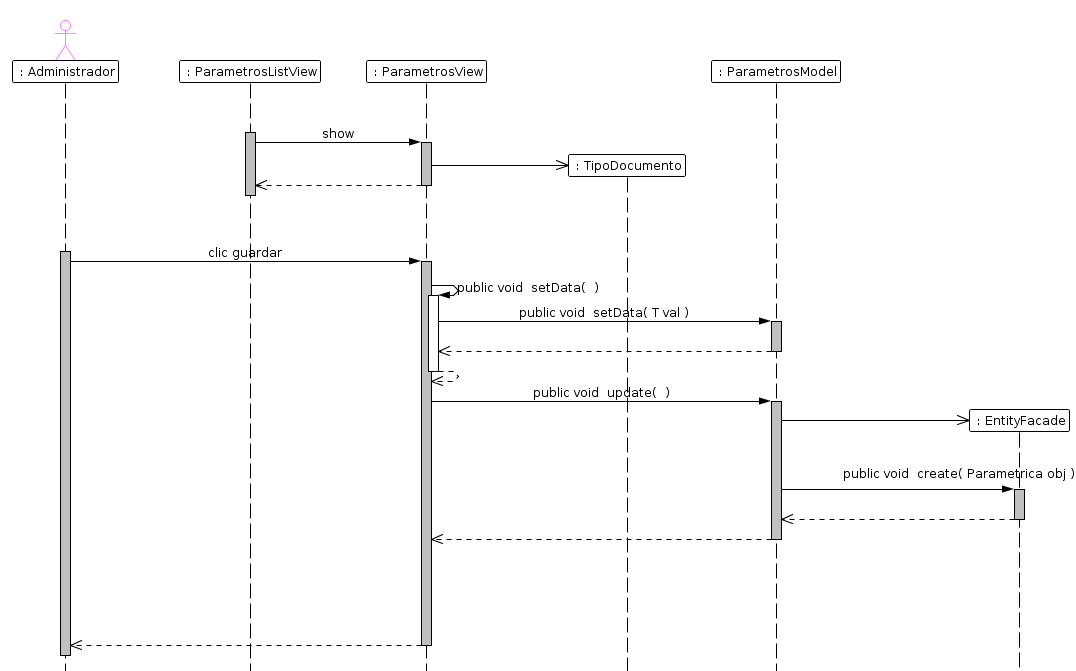 : Administrador
: ParametrosListView
: ParametrosView
: ParametrosModel
show
: TipoDocumento
clic guardar
public void  setData(  )
public void  setData( T val )
public void  update(  )
: EntityFacade
public void  create( Parametrica obj )